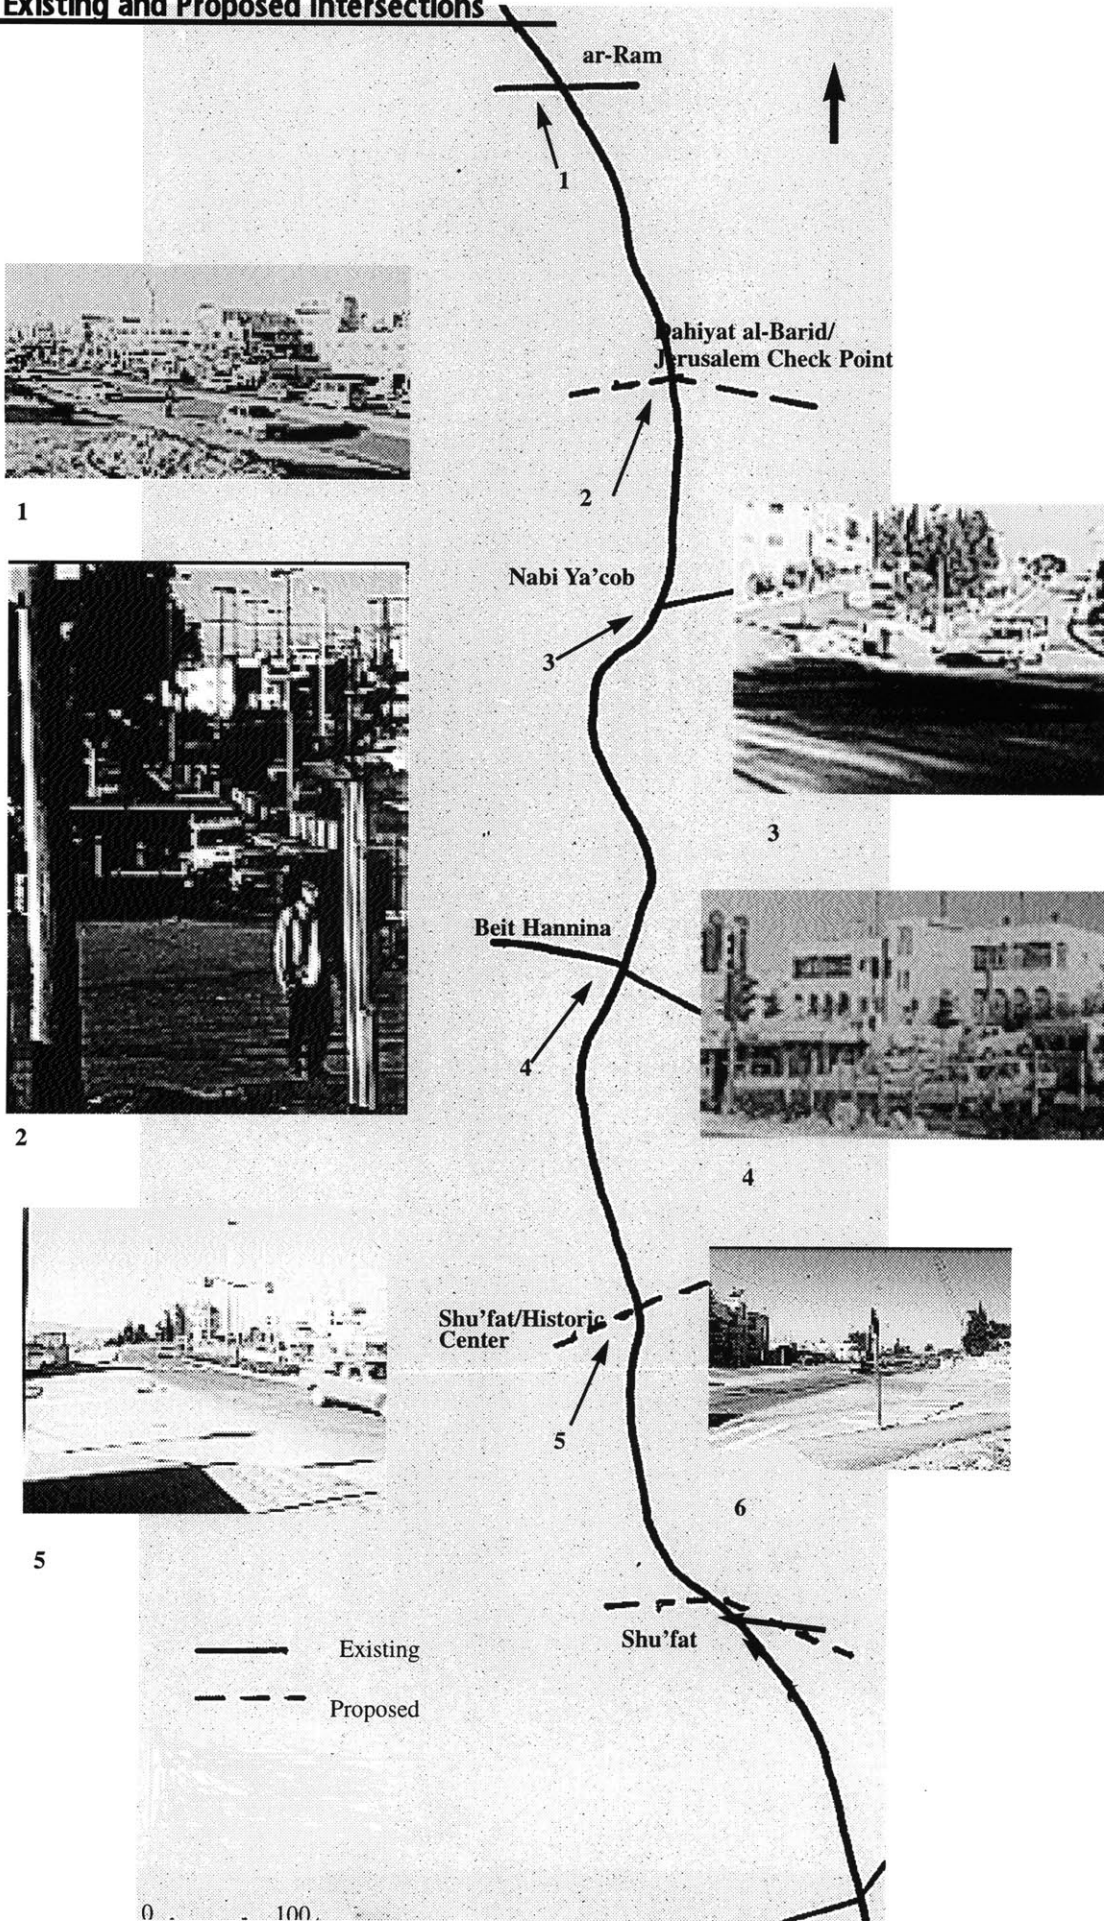 Existing and Proposed Intersections
ar-Ram
1
Dahiyat al-Barid/
Jerusalem Check Point
1
2
Nabi Ya'cob
3
3
Beit Hannina
4
2
4
Shu'fat/Historic
Center
5
6
5
Shu'fat
6
Existing
Proposed
0 100